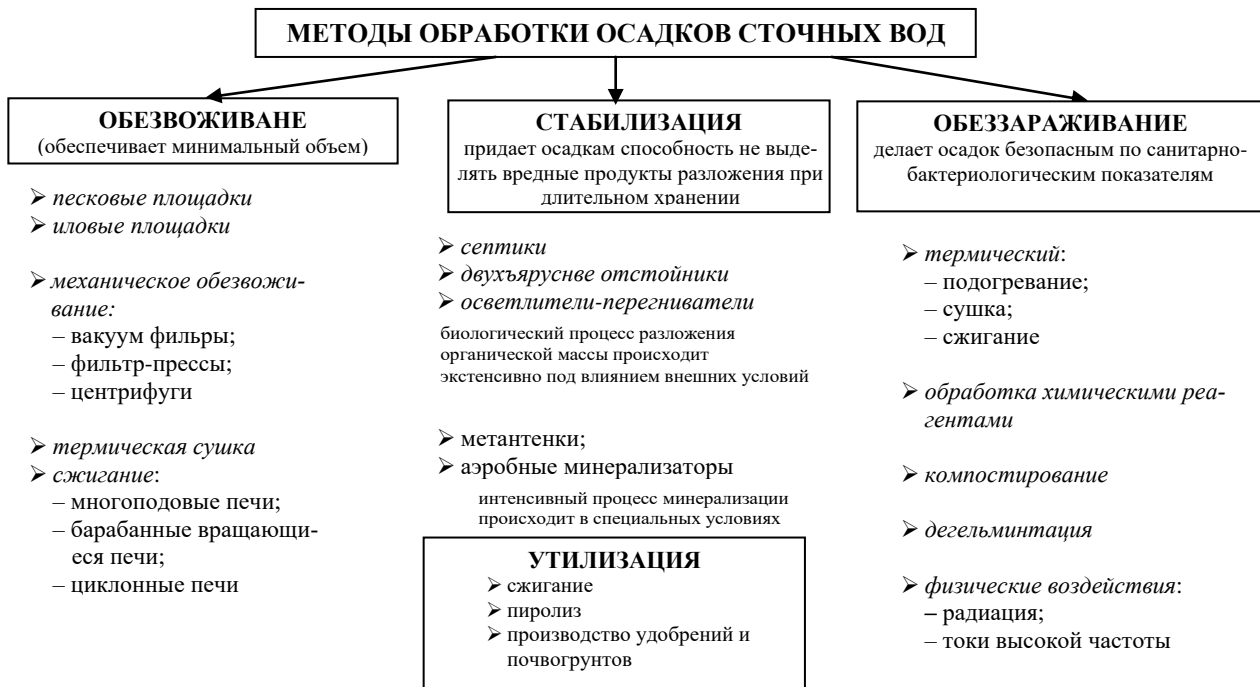 МЕТОДЫ ОБРАБОТКИ ОСАДКОВ СТОЧНЫХ ВОД
ОБЕЗВОЖИВАНЕ
(обеспечивает минимальный объем)
➢ песковые площадки
➢ иловые площадки
➢ механическое обезвожи-
вание:
– вакуум фильры;
– фильтр-прессы;
– центрифуги
➢ термическая сушка
➢ сжигание:
– многоподовые печи;
– барабанные вращающи-
еся печи;
– циклонные печи
СТАБИЛИЗАЦИЯ
придает осадкам способность не выде-
лять вредные продукты разложения при
длительном хранении
➢ септики
➢ двухъяруснве отстойники
➢ осветлители-перегниватели
биологический процесс разложения
органической массы происходит
экстенсивно под влиянием внешних условий
➢ метантенки;
➢ аэробные минерализаторы
интенсивный процесс минерализации
происходит в специальных условиях
УТИЛИЗАЦИЯ
➢ сжигание
➢ пиролиз
➢ производство удобрений и
почвогрунтов
ОБЕЗЗАРАЖИВАНИЕ
делает осадок безопасным по санитарно-
бактериологическим показателям
➢ термический:
– подогревание;
– сушка;
– сжигание
➢ обработка химическими реа-
гентами
➢ компостирование
➢ дегельминтация
➢ физические воздействия:
– радиация;
– токи высокой частоты